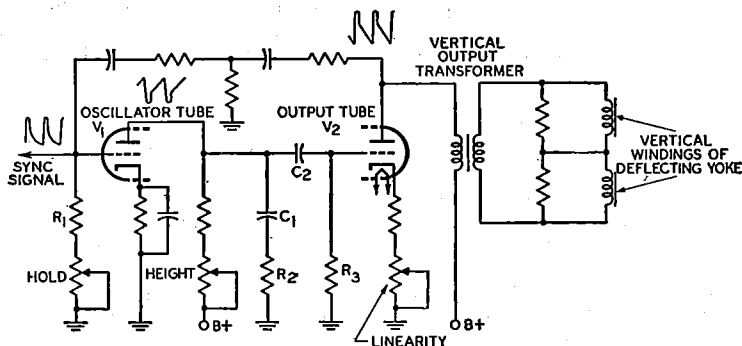 VERTICAL
OUTPUT
TRANSFORMER
OSCILLATOR TUBE
V1
OUTPUT TUBE
V2
SYNC
SIGNAL
VERTICAL
WINDINGS OF
DEFLECTING YOKE
C2
R1
C1
HOLD
HEIGHT
R2
R3
B+
LINEARITY
B+